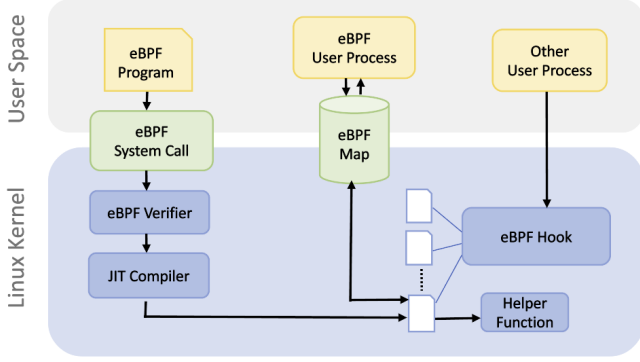 User Space
eBPF
Program
eBPF
User Process
Other
User Process
eBPF
System Call
eBPF
Map
Linux Kernel
eBPF Verifier
eBPF Hook
JIT Compiler
Helper
Function